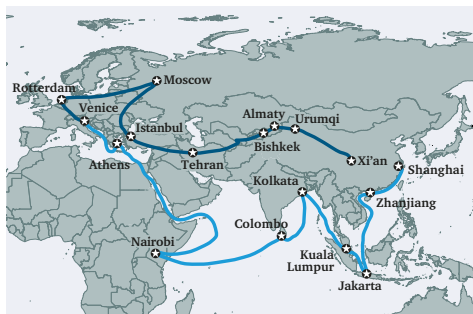 Moscow
Rotterdam
Venice
Istanbul
Almaty
Urumqi
Bishkek
Athens
Tehran
Xi'an
Shanghai
Kolkata
Zhanjiang
Colombo
Nairobi
Kuala
Lumpur
Jakarta